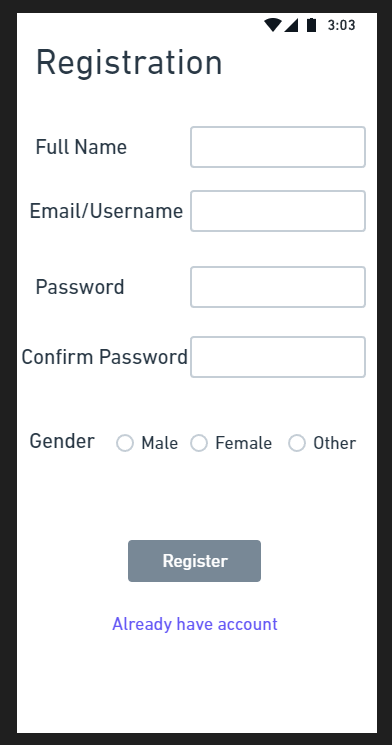 3:03
Registration
Full Name
Email/Username
Password
Confirm Password
Gender Male Female Other
Register
Already have account